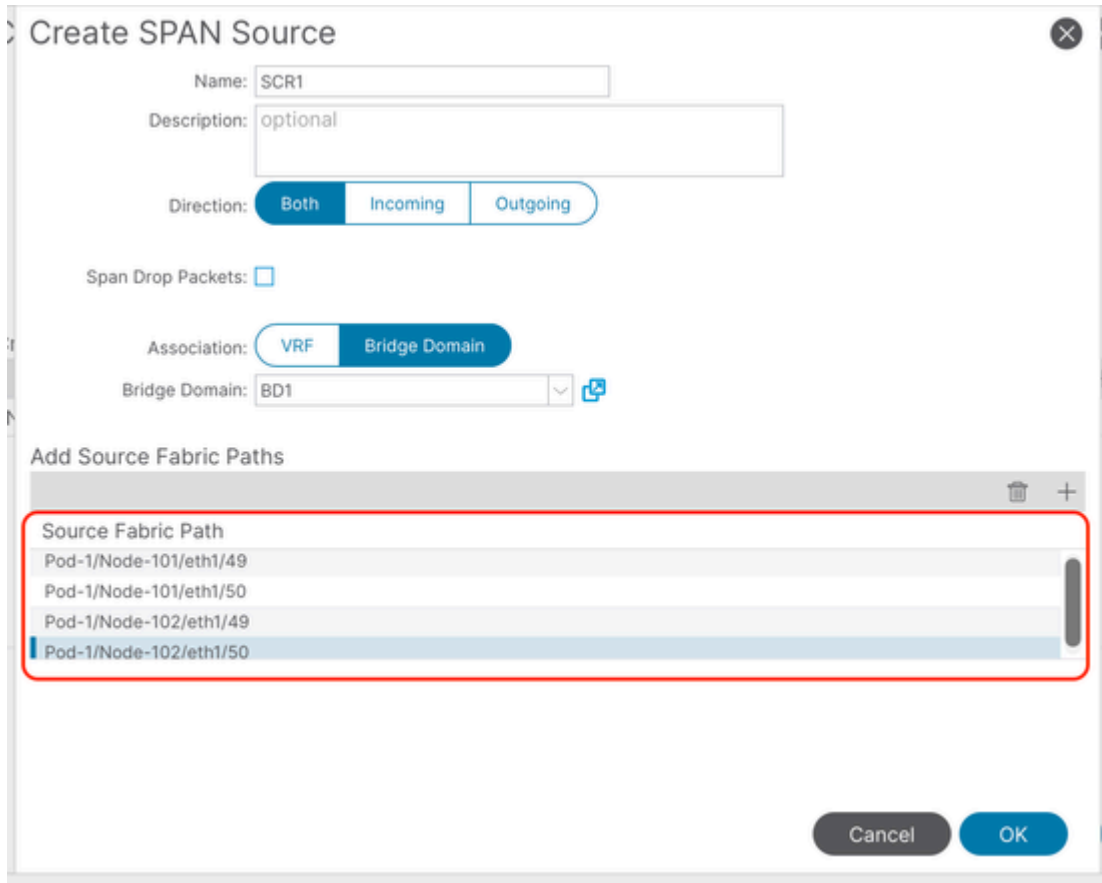 Create SPAN Source
Name: SCR1
Description: optional
Direction: Both Incoming Outgoing
Span Drop Packets:
Association: VRF Bridge Domain
Bridge Domain: BD1
Add Source Fabric Paths
Source Fabric Path
Pod-1/Node-101/eth1/49
Pod-1/Node-101/eth1/50
Pod-1/Node-102/eth1/49
Pod-1/Node-102/eth1/50
Cancel OK